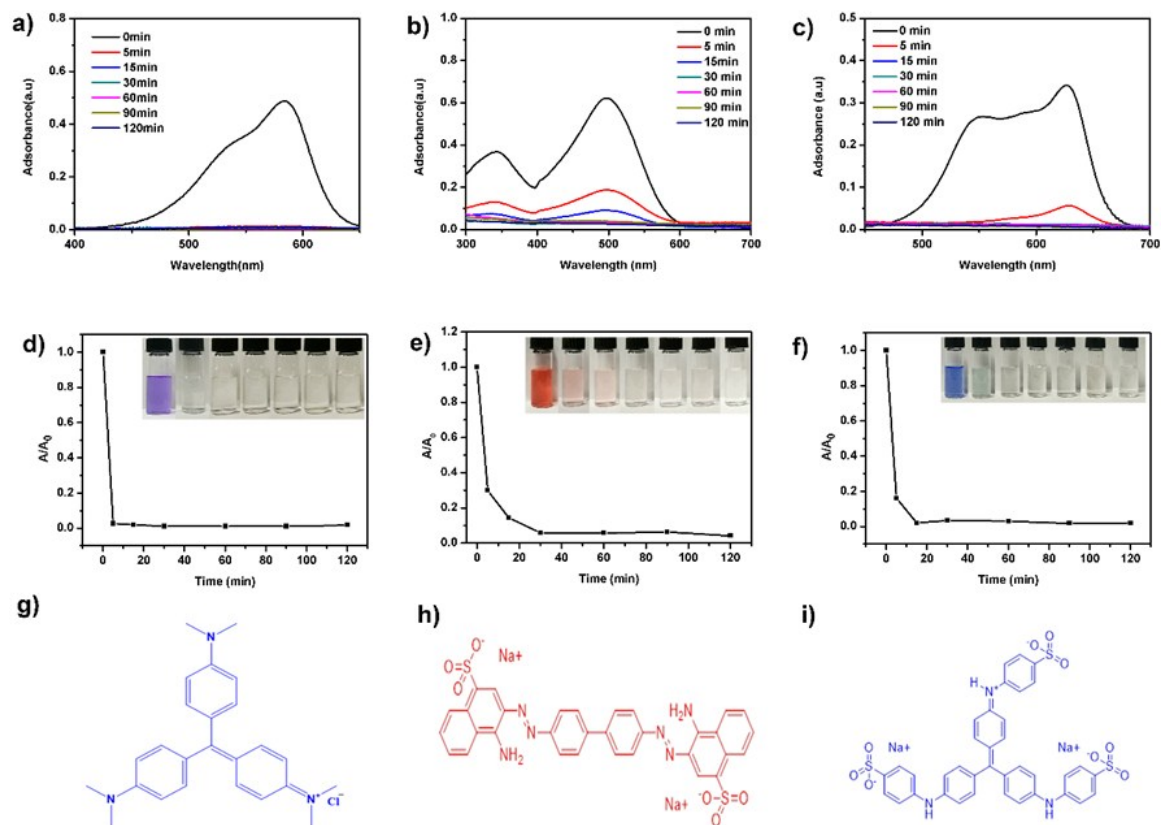 a)
0.8
0.6
0.4
0.2
0.0
Adsorbance(a.u)
0min
5min
15min
30min
60min
90min
120min
400
500
600
Wavelength(nm)
b)
1.0
0.8
0.6
0.4
0.2
0.0
Adsorbance(a.u
0 min
5 min
15min
30 min
60 min
90 min
120 min
300
400
500
600
700
Wavelength (nm)
c)
0.5
0.4
0.3
0.2
0.1
0.0
Adsorbance (a.u)
0 min
5 min
15 min
30 min
60 min
90 min
120 min
500
600
700
Wavelength (nm)
d)
1.0
0.8
0.6
0.4
0.2
0.0
A/A0
0 20 40 60 80 100 120
Time (min)
e)
1.2
1.0
0.8
0.6
0.4
0.2
0.0
A/A0
0 20 40 60 80 100 120
Time (min)
f)
1.0
0.8
0.6
0.4
0.2
0.0
A/A0
0 20 40 60 80 100 120
Time (min)
g)
N
N
N+
Cl−
h)
O-
O
S
O
Na+
N
N
NH2
H2N
N
N
Na+
-O
S
O
O
i)
-O
O
S
O
H
N+
O
O
S
O-
Na+
N
H
N
H
Na+
-O
S
O
O